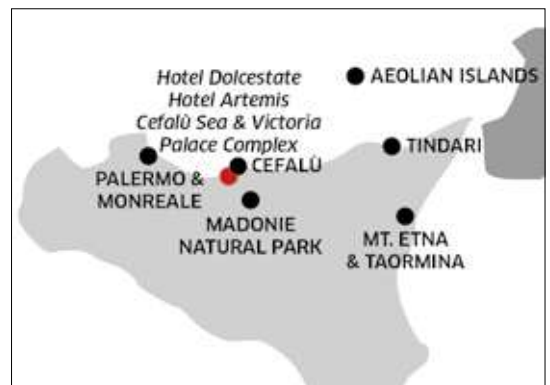 Hotel Dolcestate
Hotel Artemis
Cefalù Sea & Victoria
Palace Complex
AEOLIAN ISLANDS
CEFALÙ
TINDARI
PALERMO &
MONREALE
MADONIE
NATURAL PARK
MT. ETNA
& TAORMINA